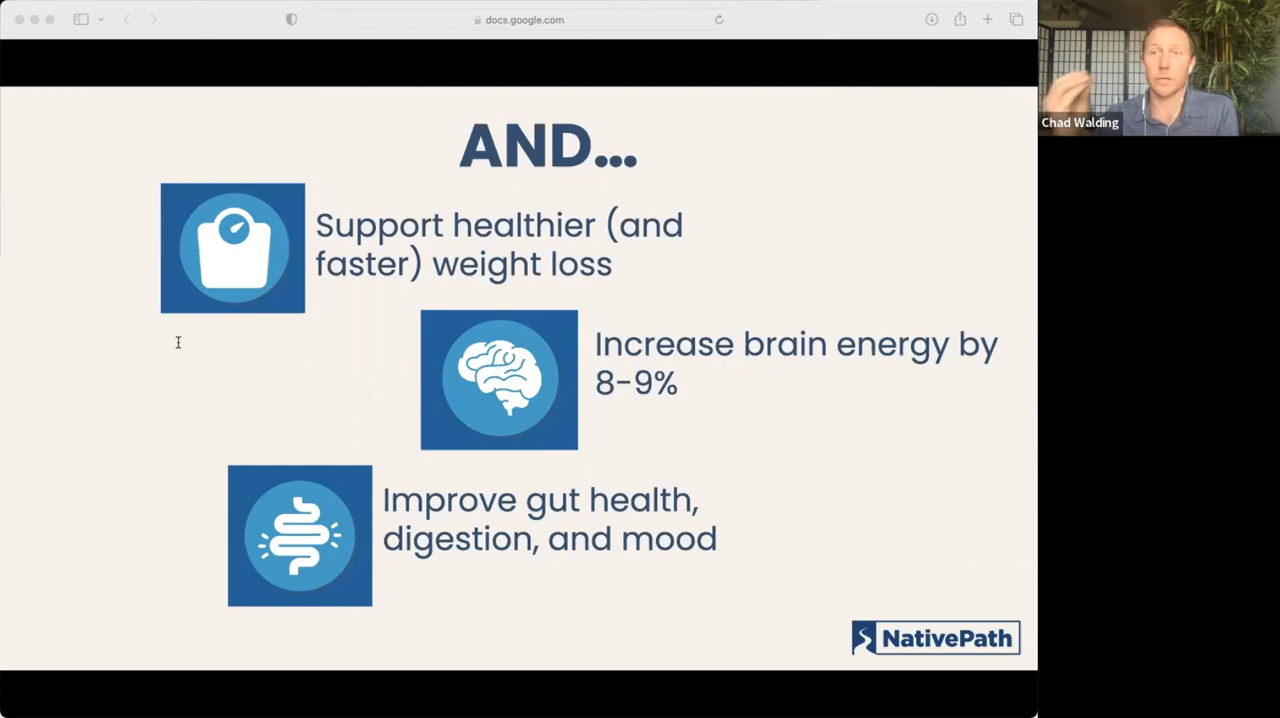 docs.google.com
Chad Walding
AND...
Support healthier (and
faster) weight loss
Increase brain energy by
8-9%
Improve gut health,
digestion, and mood
NativePath